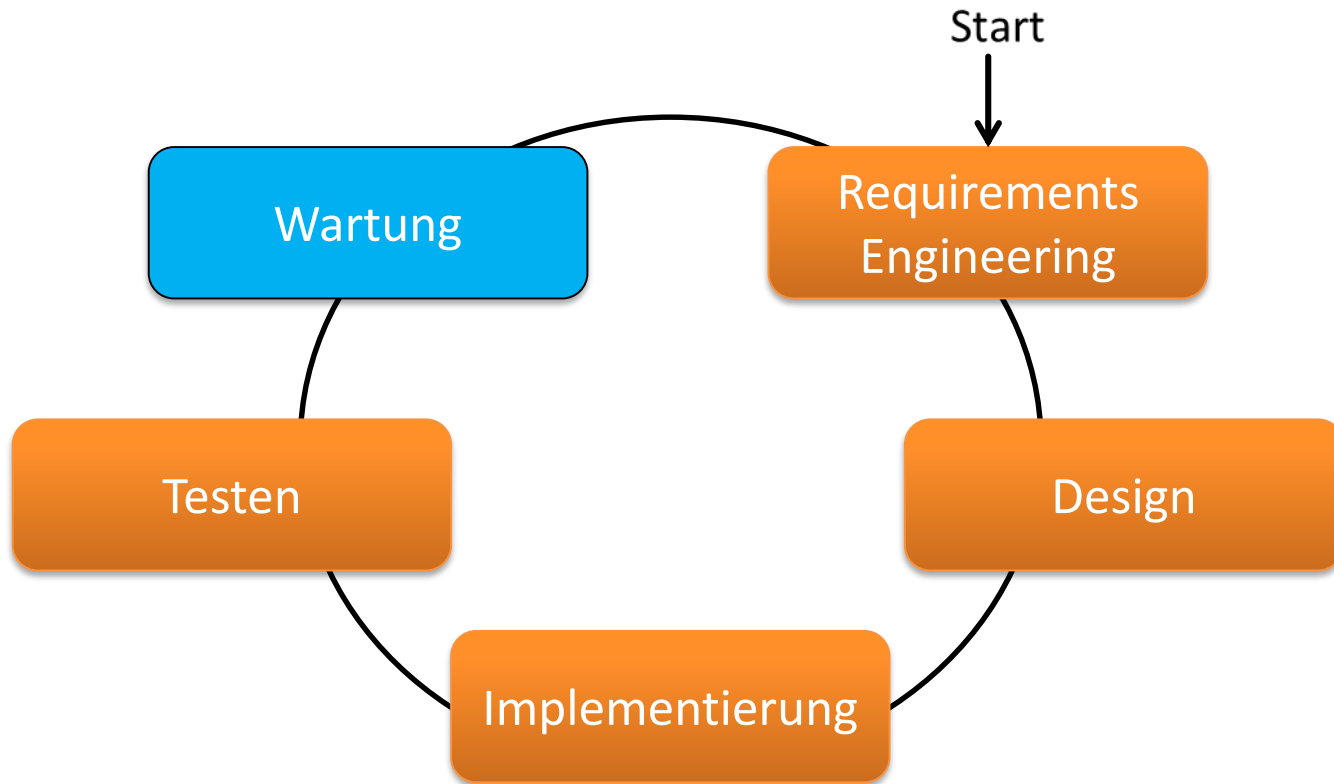 Start
Wartung
Requirements
Engineering
Testen
Design
Implementierung